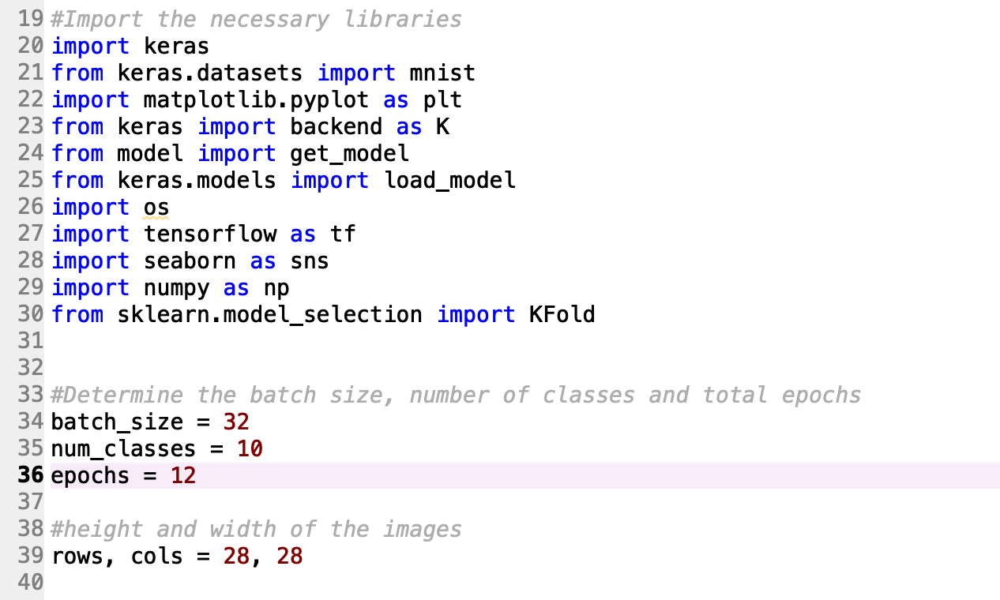 19 #Import the necessary libraries
20 import keras
21 from keras.datasets import mnist
22 import matplotlib.pyplot as plt
23 from keras import backend as K
24 from model import get_model
25 from keras.models import load_model
26 import os
27 import tensorflow as tf
28 import seaborn as sns
29 import numpy as np
30 from sklearn.model_selection import KFold
31
32
33 #Determine the batch size, number of classes and total epochs
34 batch_size = 32
35 num_classes = 10
36 epochs = 12
37
38 #height and width of the images
39 rows, cols = 28, 28
40